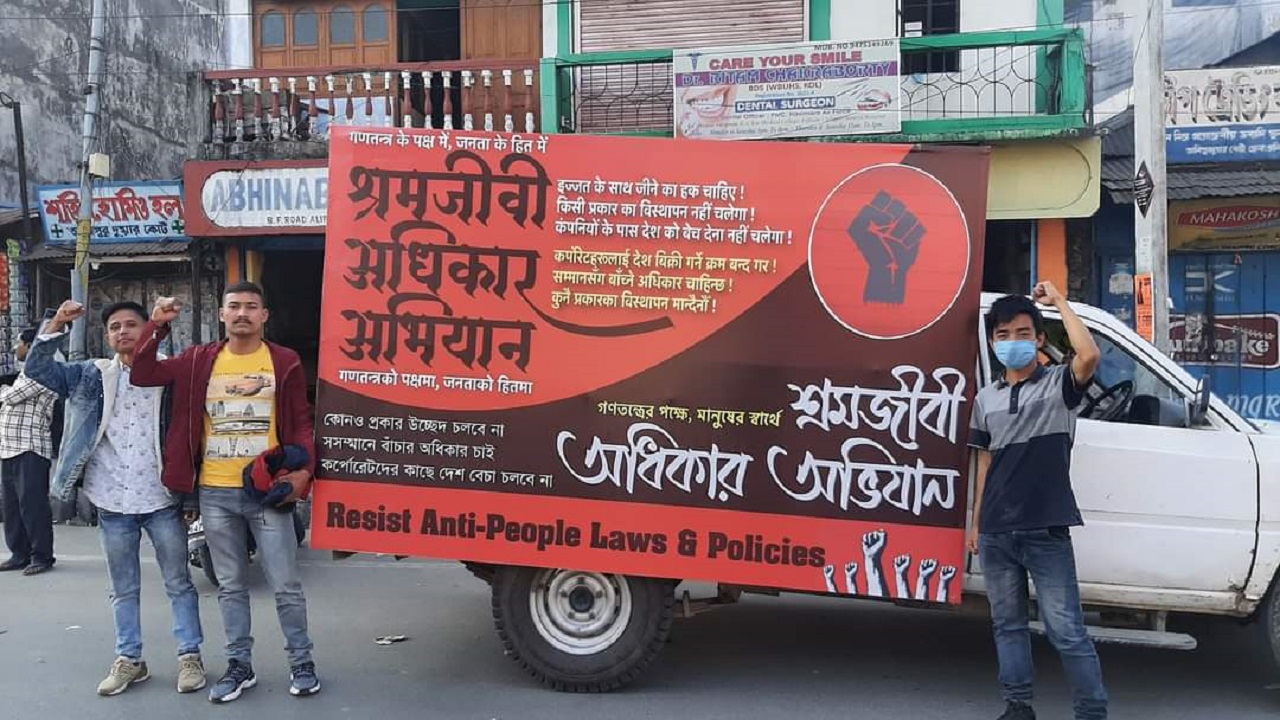 CARE YOUR SMILE
DENTAL SURGEON
ABHINAB
MAHAKOSH
गणतन्त्र के पक्ष में, जनता के हित में
श्रमजीवी
अधिकार
अभियान
गणतन्त्रको पक्षमा, जनताको हितमा
इज्जत के साथ जीने का हक चाहिए !
किसी प्रकार का विस्थापन नहीं चलेगा !
कंपनियों के पास देश को बेच देना नहीं चलेगा !
कर्पोरेटहरूलाई देश बिक्री गर्ने क्रम बन्द गर !
सम्मानसँग बाँच्ने अधिकार चाहिन्छ !
कुनै प्रकारका विस्थापन मान्दैनौं !
কোনও প্রকার উচ্ছেদ চলবে না
সসম্মানে বাঁচার অধিকার চাই
কর্পোরেটদের কাছে দেশ বেচা চলবে না
গণতন্ত্রের পক্ষে, মানুষের স্বার্থে
শ্রমজীবী
অধিকার অভিযান
Resist Anti-People Laws & Policies